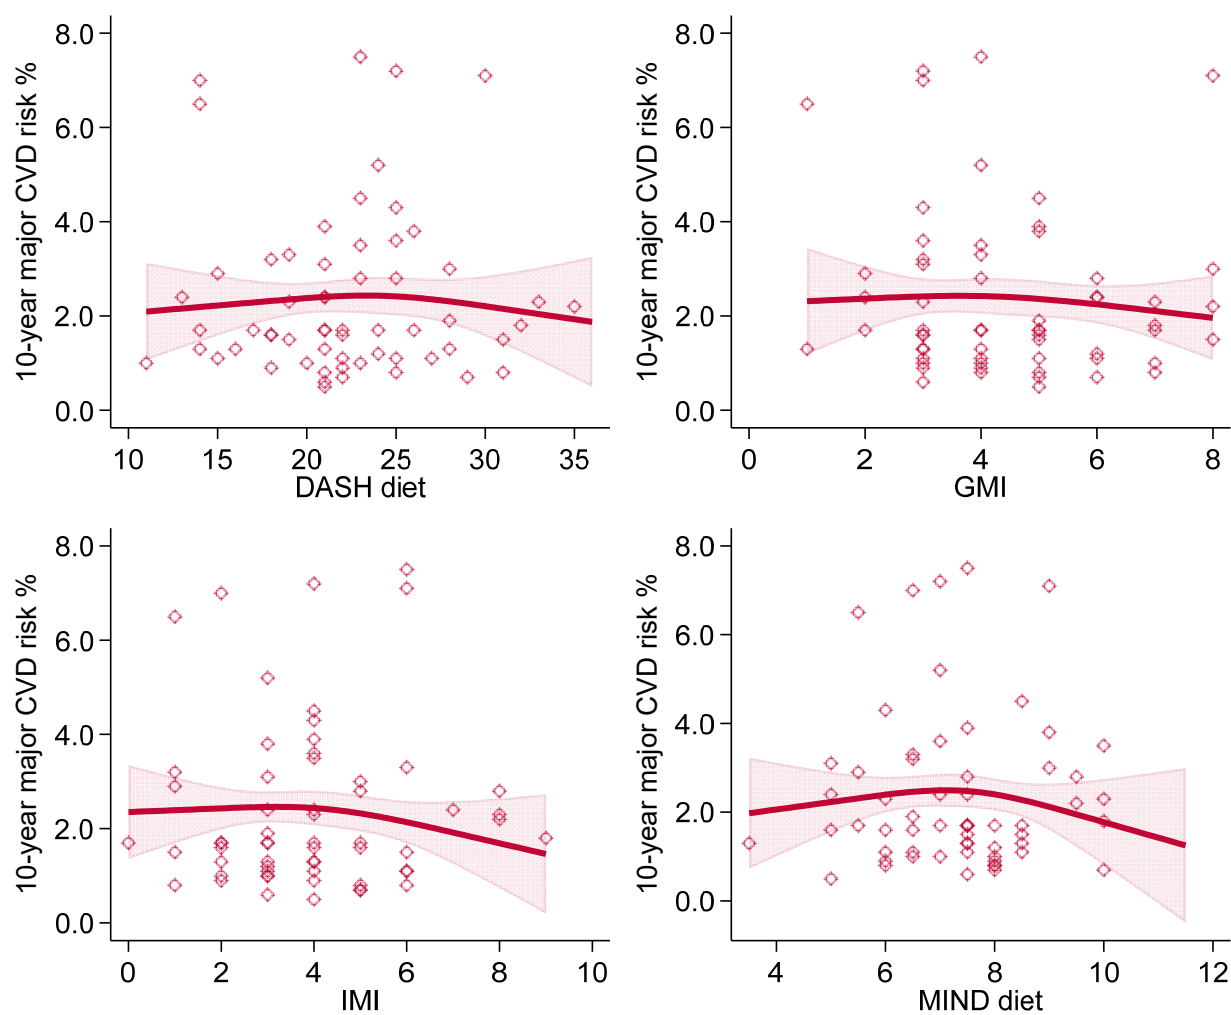 10-year major CVD risk %
8.0
6.0
4.0
2.0
0.0
10 15 20 25 30 35
DASH diet
10-year major CVD risk %
8.0
6.0
4.0
2.0
0.0
0 2 4 6 8
GMI
10-year major CVD risk %
8.0
6.0
4.0
2.0
0.0
0 2 4 6 8 10
IMI
10-year major CVD risk %
8.0
6.0
4.0
2.0
0.0
4 6 8 10 12
MIND diet